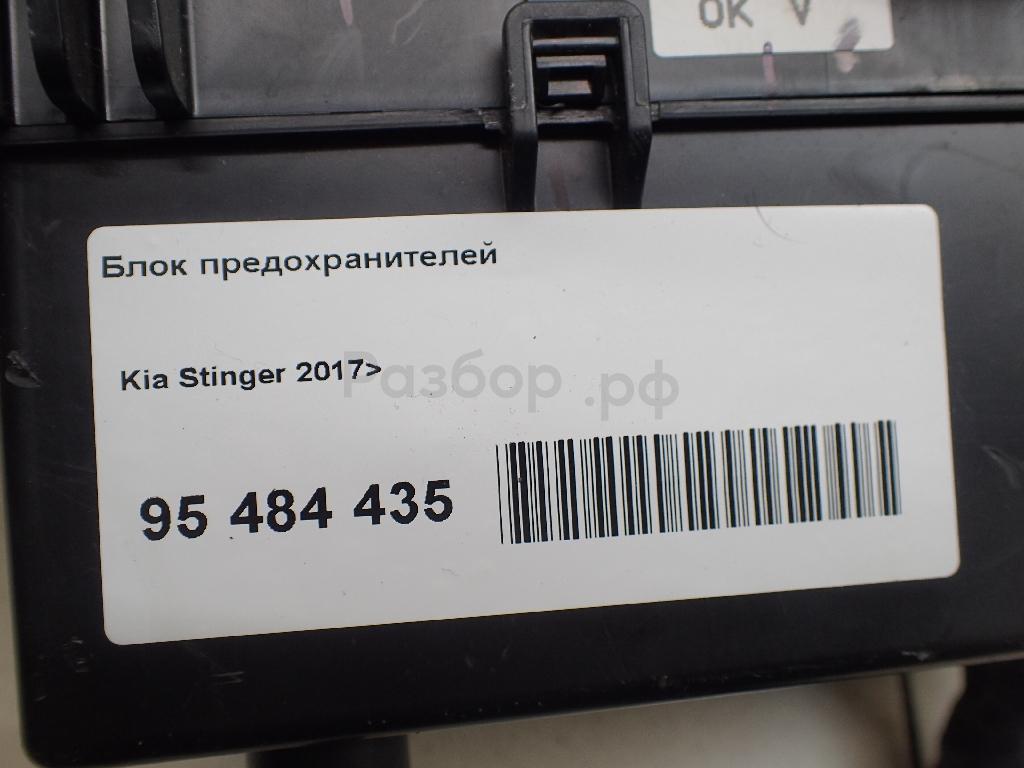 OK V
Блок предохранителей
Kia Stinger 2017>
Разбор.рф
95 484 435